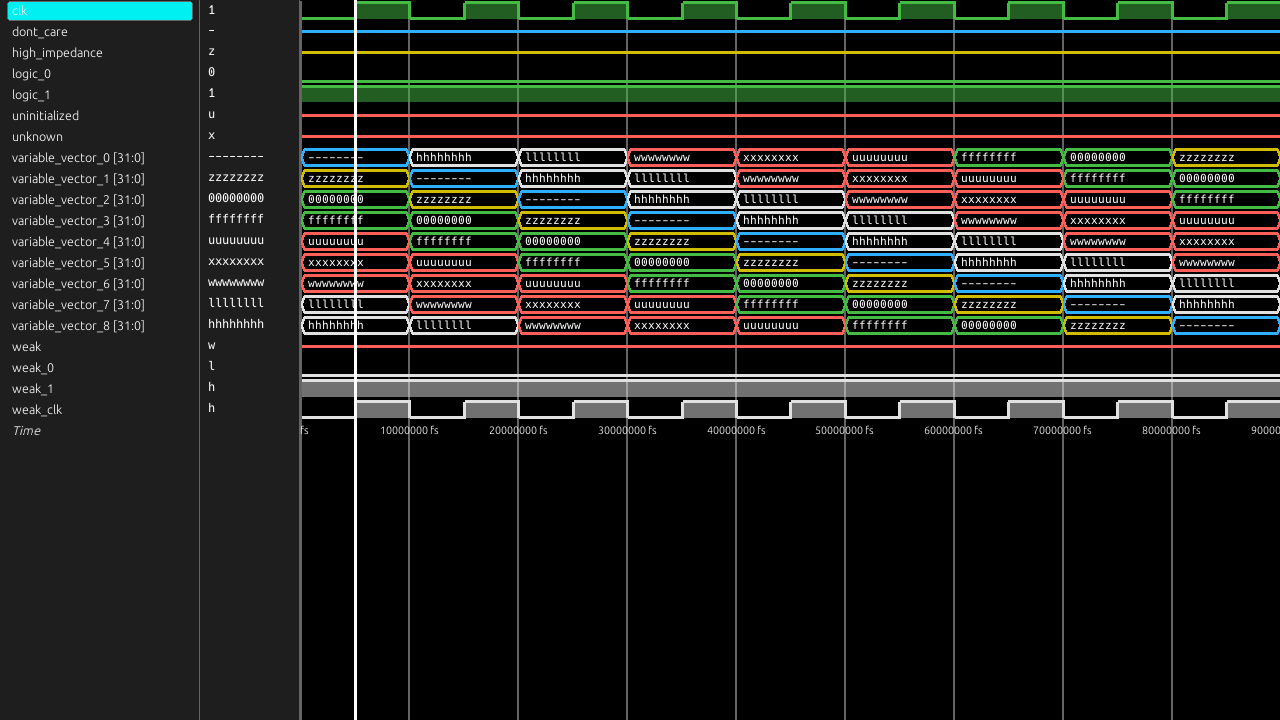 clk 1
dont_care -
high_impedance z
logic_0 0
logic_1 1
uninitialized u
unknown x
variable_vector_0 [31:0] -------- -------- hhhhhhhh llllllll wwwwwwww xxxxxxxx uuuuuuuu ffffffff 00000000 zzzzzzzz
variable_vector_1 [31:0] zzzzzzzz zzzzzzzz -------- hhhhhhhh llllllll wwwwwwww xxxxxxxx uuuuuuuu ffffffff 00000000
variable_vector_2 [31:0] 00000000 00000000 zzzzzzzz -------- hhhhhhhh llllllll wwwwwwww xxxxxxxx uuuuuuuu ffffffff
variable_vector_3 [31:0] ffffffff ffffffff 00000000 zzzzzzzz -------- hhhhhhhh llllllll wwwwwwww xxxxxxxx uuuuuuuu
variable_vector_4 [31:0] uuuuuuuu uuuuuuuu ffffffff 00000000 zzzzzzzz -------- hhhhhhhh llllllll wwwwwwww xxxxxxxx
variable_vector_5 [31:0] xxxxxxxx xxxxxxxx uuuuuuuu ffffffff 00000000 zzzzzzzz -------- hhhhhhhh llllllll wwwwwwww
variable_vector_6 [31:0] wwwwwwww wwwwwwww xxxxxxxx uuuuuuuu ffffffff 00000000 zzzzzzzz -------- hhhhhhhh llllllll
variable_vector_7 [31:0] llllllll llllllll wwwwwwww xxxxxxxx uuuuuuuu ffffffff 00000000 zzzzzzzz -------- hhhhhhhh
variable_vector_8 [31:0] hhhhhhhh hhhhhhhh llllllll wwwwwwww xxxxxxxx uuuuuuuu ffffffff 00000000 zzzzzzzz --------
weak w
weak_0 l
weak_1 h
weak_clk h
Time fs 10000000 fs 20000000 fs 30000000 fs 40000000 fs 50000000 fs 60000000 fs 70000000 fs 80000000 fs 90000